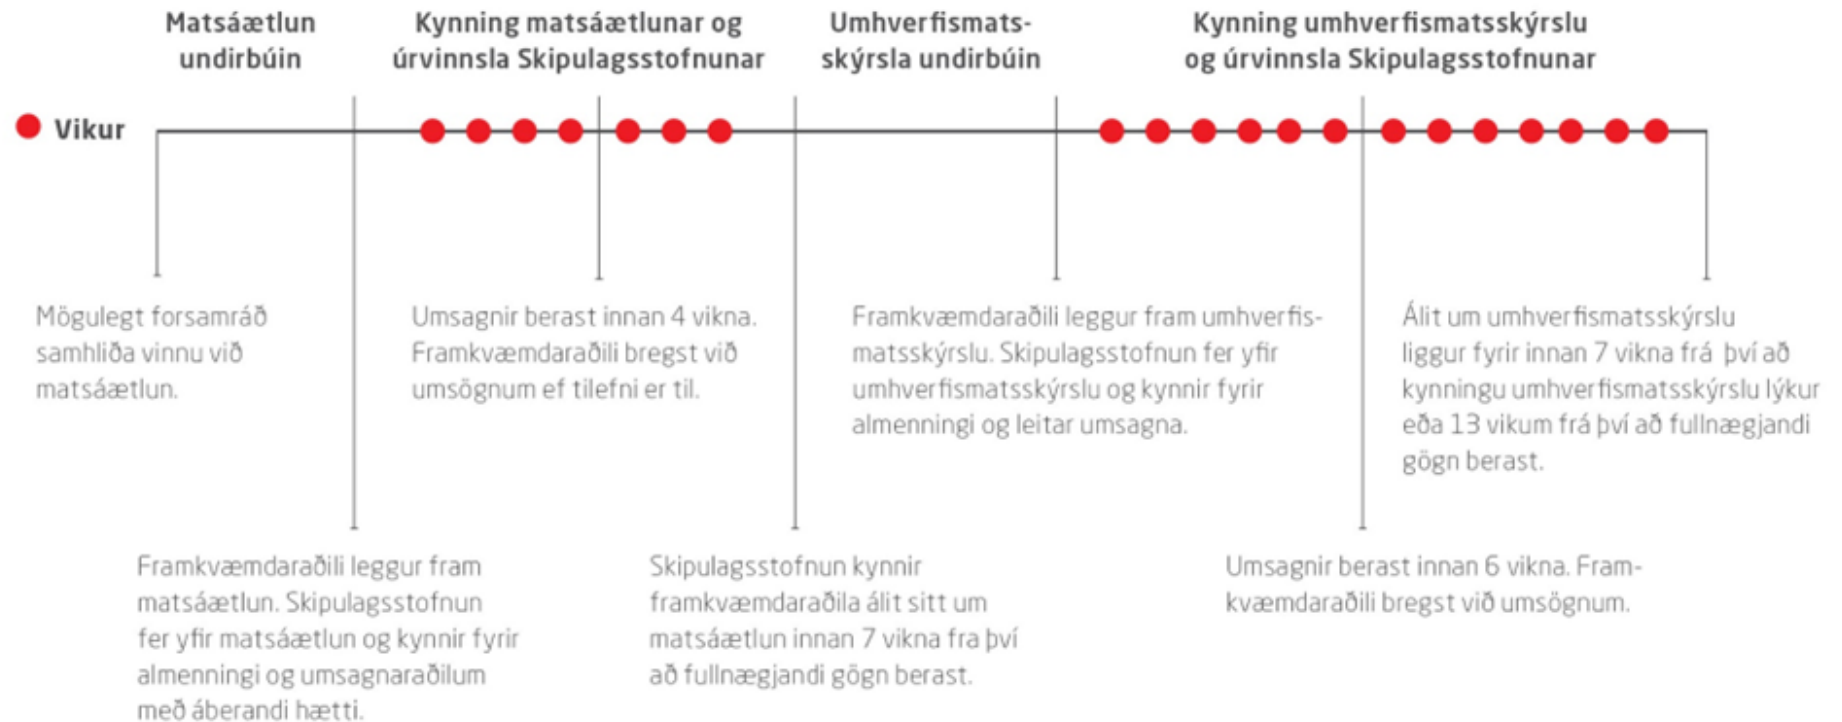 Matsáætlun
undirbúin
Kynning matsáætlunar og
úrvinnsla Skipulagsstofnunar
Umhverfismats-
skýrsla undirbúin
Kynning umhverfismatsskýrslu
og úrvinnsla Skipulagsstofnunar
Vikur
Mögulegt forsamráð
samhliða vinnu við
matsáætlun.
Umsagnir berast innan 4 vikna.
Framkvæmdaraðili bregst við
umsögnum ef tilefni er til.
Framkvæmdaraðili leggur fram umhverfis-
matsskýrslu. Skipulagsstofnun fer yfir
umhverfismatsskýrslu og kynnir fyrir
almenningi og leitar umsagna.
Álit um umhverfismatsskýrslu
liggur fyrir innan 7 vikna frá því að
kynningu umhverfismatsskýrslu lýkur
eða 13 vikum frá því að fullnægjandi
gögn berast.
Framkvæmdaraðili leggur fram
matsáætlun. Skipulagsstofnun
fer yfir matsáætlun og kynnir fyrir
almenningi og umsagnaraðilum
með áberandi hætti.
Skipulagsstofnun kynnir
framkvæmdaraðila álit sitt um
matsáætlun innan 7 vikna fra því
að fullnægjandi gögn berast.
Umsagnir berast innan 6 vikna. Fram-
kvæmdaraðili bregst við umsögnum.